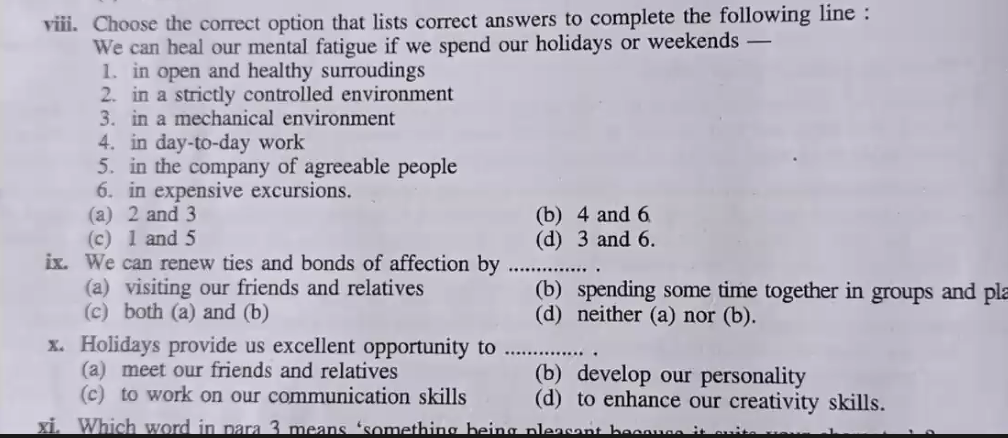 viii. Choose the correct option that lists correct answers to complete the following line :
We can heal our mental fatigue if we spend our holidays or weekends —
1. in open and healthy surroudings
2. in a strictly controlled environment
3. in a mechanical environment
4. in day-to-day work
5. in the company of agreeable people
6. in expensive excursions.
(a) 2 and 3 (b) 4 and 6
(c) 1 and 5 (d) 3 and 6.
ix. We can renew ties and bonds of affection by .............. .
(a) visiting our friends and relatives (b) spending some time together in groups and
(c) both (a) and (b) (d) neither (a) nor (b).
x. Holidays provide us excellent opportunity to .............. .
(a) meet our friends and relatives (b) develop our personality
(c) to work on our communication skills (d) to enhance our creativity skills.
xi. Which word in para 3 means ‘something being pleasant because it